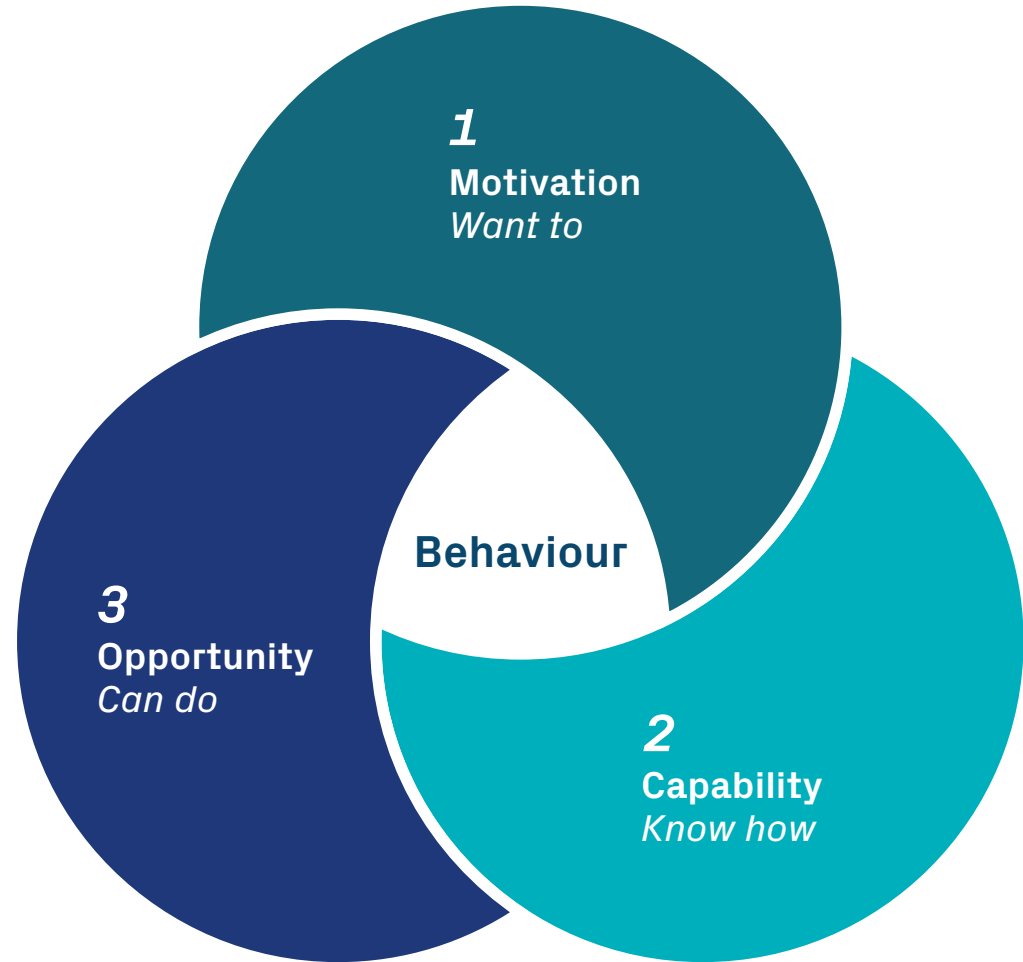 1
Motivation
Want to
Behaviour
3
Opportunity
Can do
2
Capability
Know how